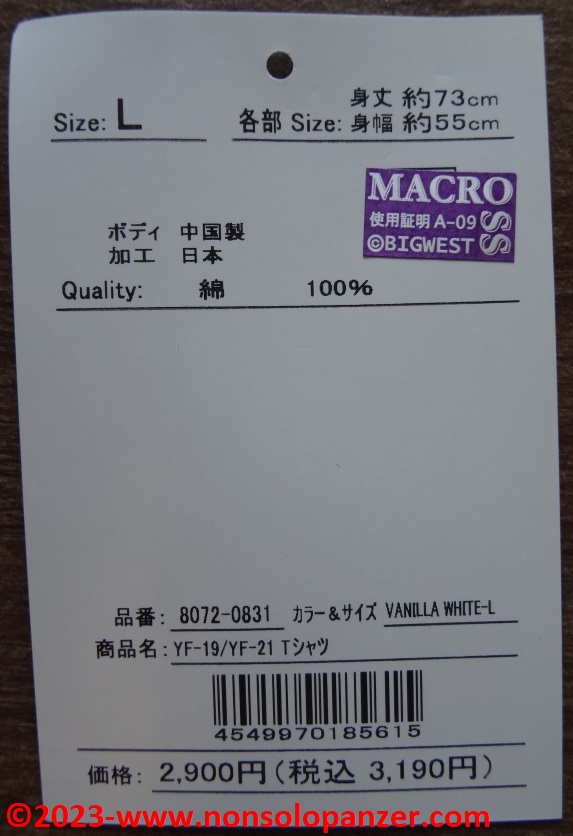 Size: L
身丈 約73cm
各部 Size: 身幅 約55cm
MACROSS
使用証明 A-09
©BIGWEST
ボディ 中国製
加工 日本
Quality: 綿 100%
品番: 8072-0831 カラー&サイズ VANILLA WHITE-L
商品名: YF-19/YF-21 Tシャツ
4549970185615
価格: 2,900円(税込 3,190円)
©2023-www.nonsolopanzer.com